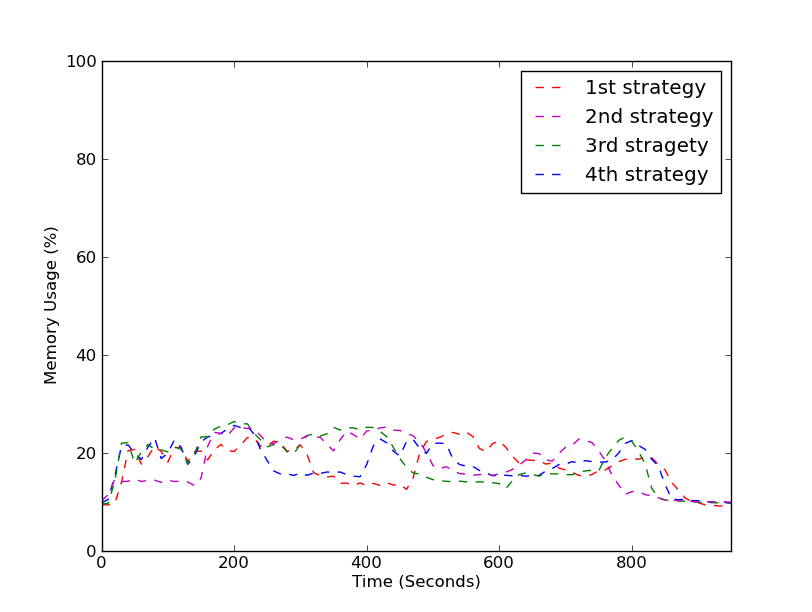 100
80
60
40
20
0
Memory Usage (%)
0 200 400 600 800
Time (Seconds)
1st strategy
2nd strategy
3rd stragety
4th strategy